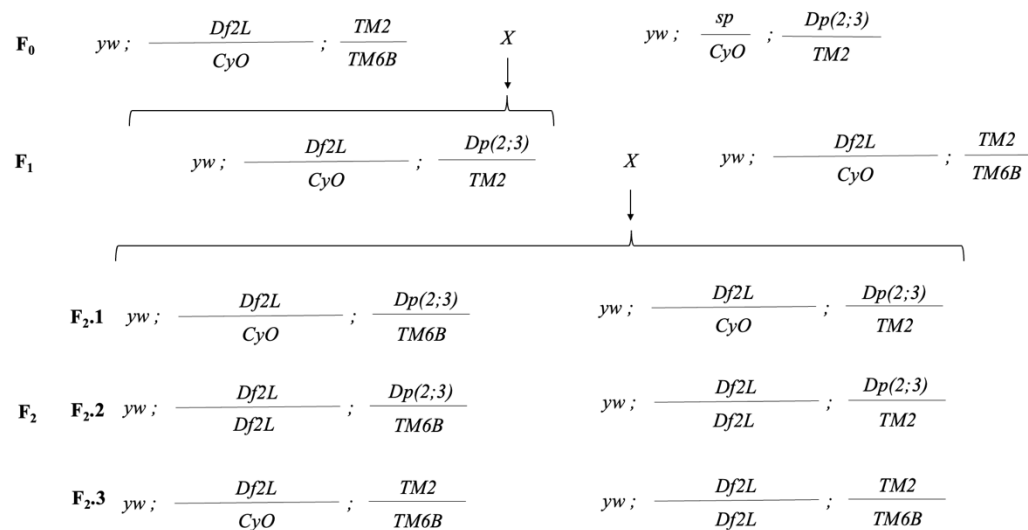 F0 yw ; Df2L / CyO ; TM2 / TM6B X yw ; sp / CyO ; Dp(2;3) / TM2
F1 yw ; Df2L / CyO ; Dp(2;3) / TM2 X yw ; Df2L / CyO ; TM2 / TM6B
F2.1 yw ; Df2L / CyO ; Dp(2;3) / TM6B yw ; Df2L / CyO ; Dp(2;3) / TM2
F2 F2.2 yw ; Df2L / Df2L ; Dp(2;3) / TM6B yw ; Df2L / Df2L ; Dp(2;3) / TM2
F2.3 yw ; Df2L / CyO ; TM2 / TM6B yw ; Df2L / Df2L ; TM2 / TM6B